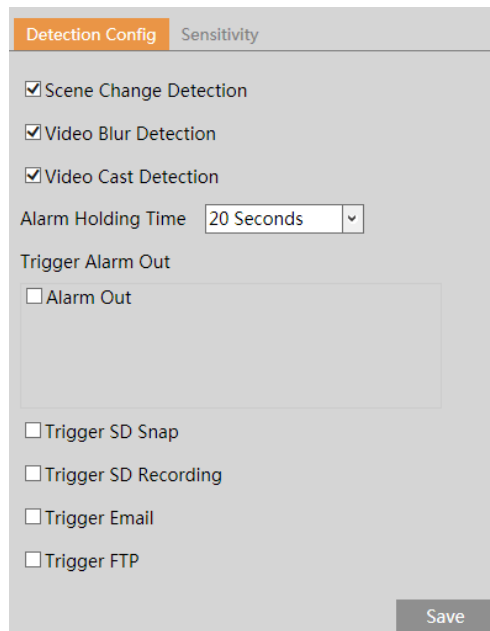 Detection Config Sensitivity
Scene Change Detection
Video Blur Detection
Video Cast Detection
Alarm Holding Time 20 Seconds
Trigger Alarm Out
Alarm Out
Trigger SD Snap
Trigger SD Recording
Trigger Email
Trigger FTP
Save